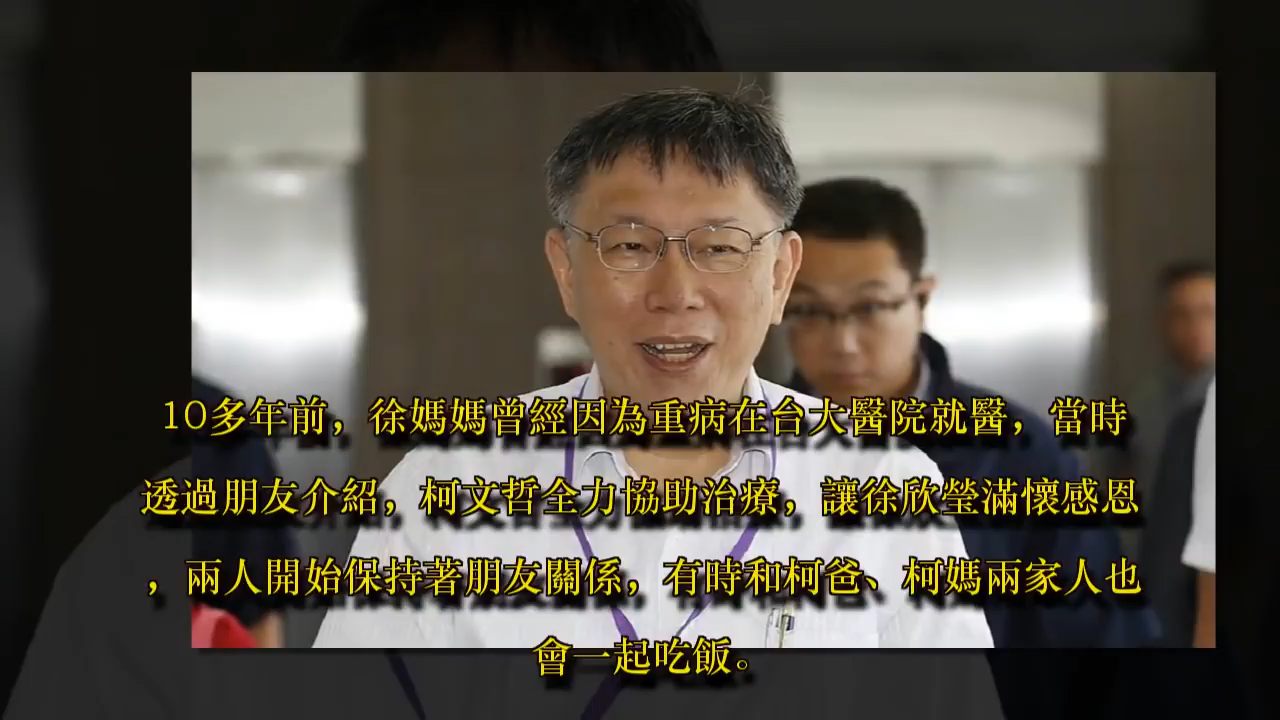 10多年前，徐媽媽曾經因為重病在台大醫院就醫，當時
透過朋友介紹，柯文哲全力協助治療，讓徐欣瑩滿懷感恩
，兩人開始保持著朋友關係，有時和柯爸、柯媽兩家人也
會一起吃飯。